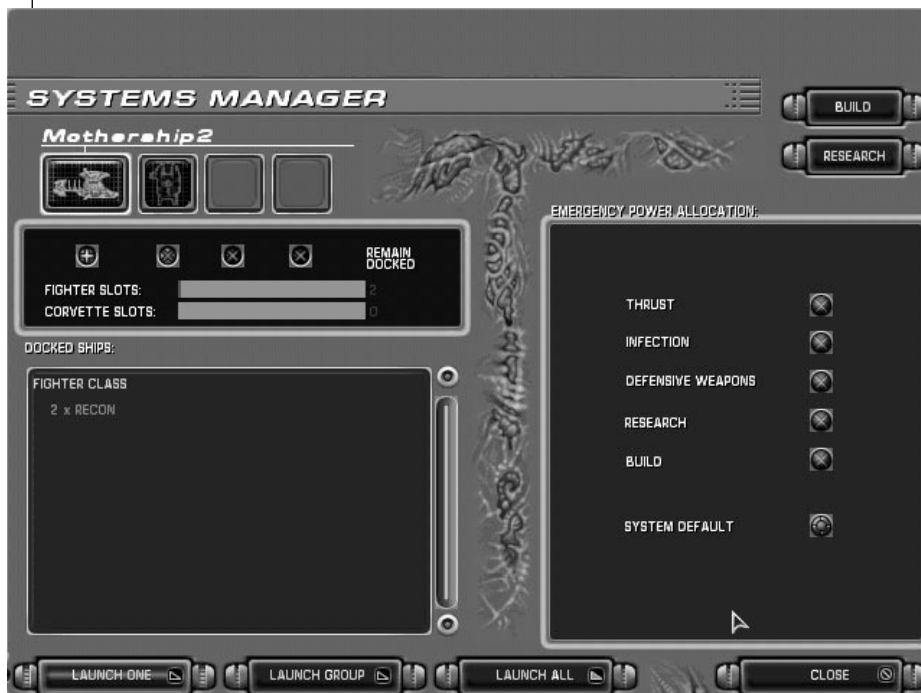 SYSTEMS MANAGER
BUILD
RESEARCH
Mothership2
REMAIN
DOCKED
FIGHTER SLOTS: 2
CORVETTE SLOTS: 0
DOCKED SHIPS:
FIGHTER CLASS
2 x RECON
EMERGENCY POWER ALLOCATION:
THRUST
INFECTION
DEFENSIVE WEAPONS
RESEARCH
BUILD
SYSTEM DEFAULT
LAUNCH ONE
LAUNCH GROUP
LAUNCH ALL
CLOSE